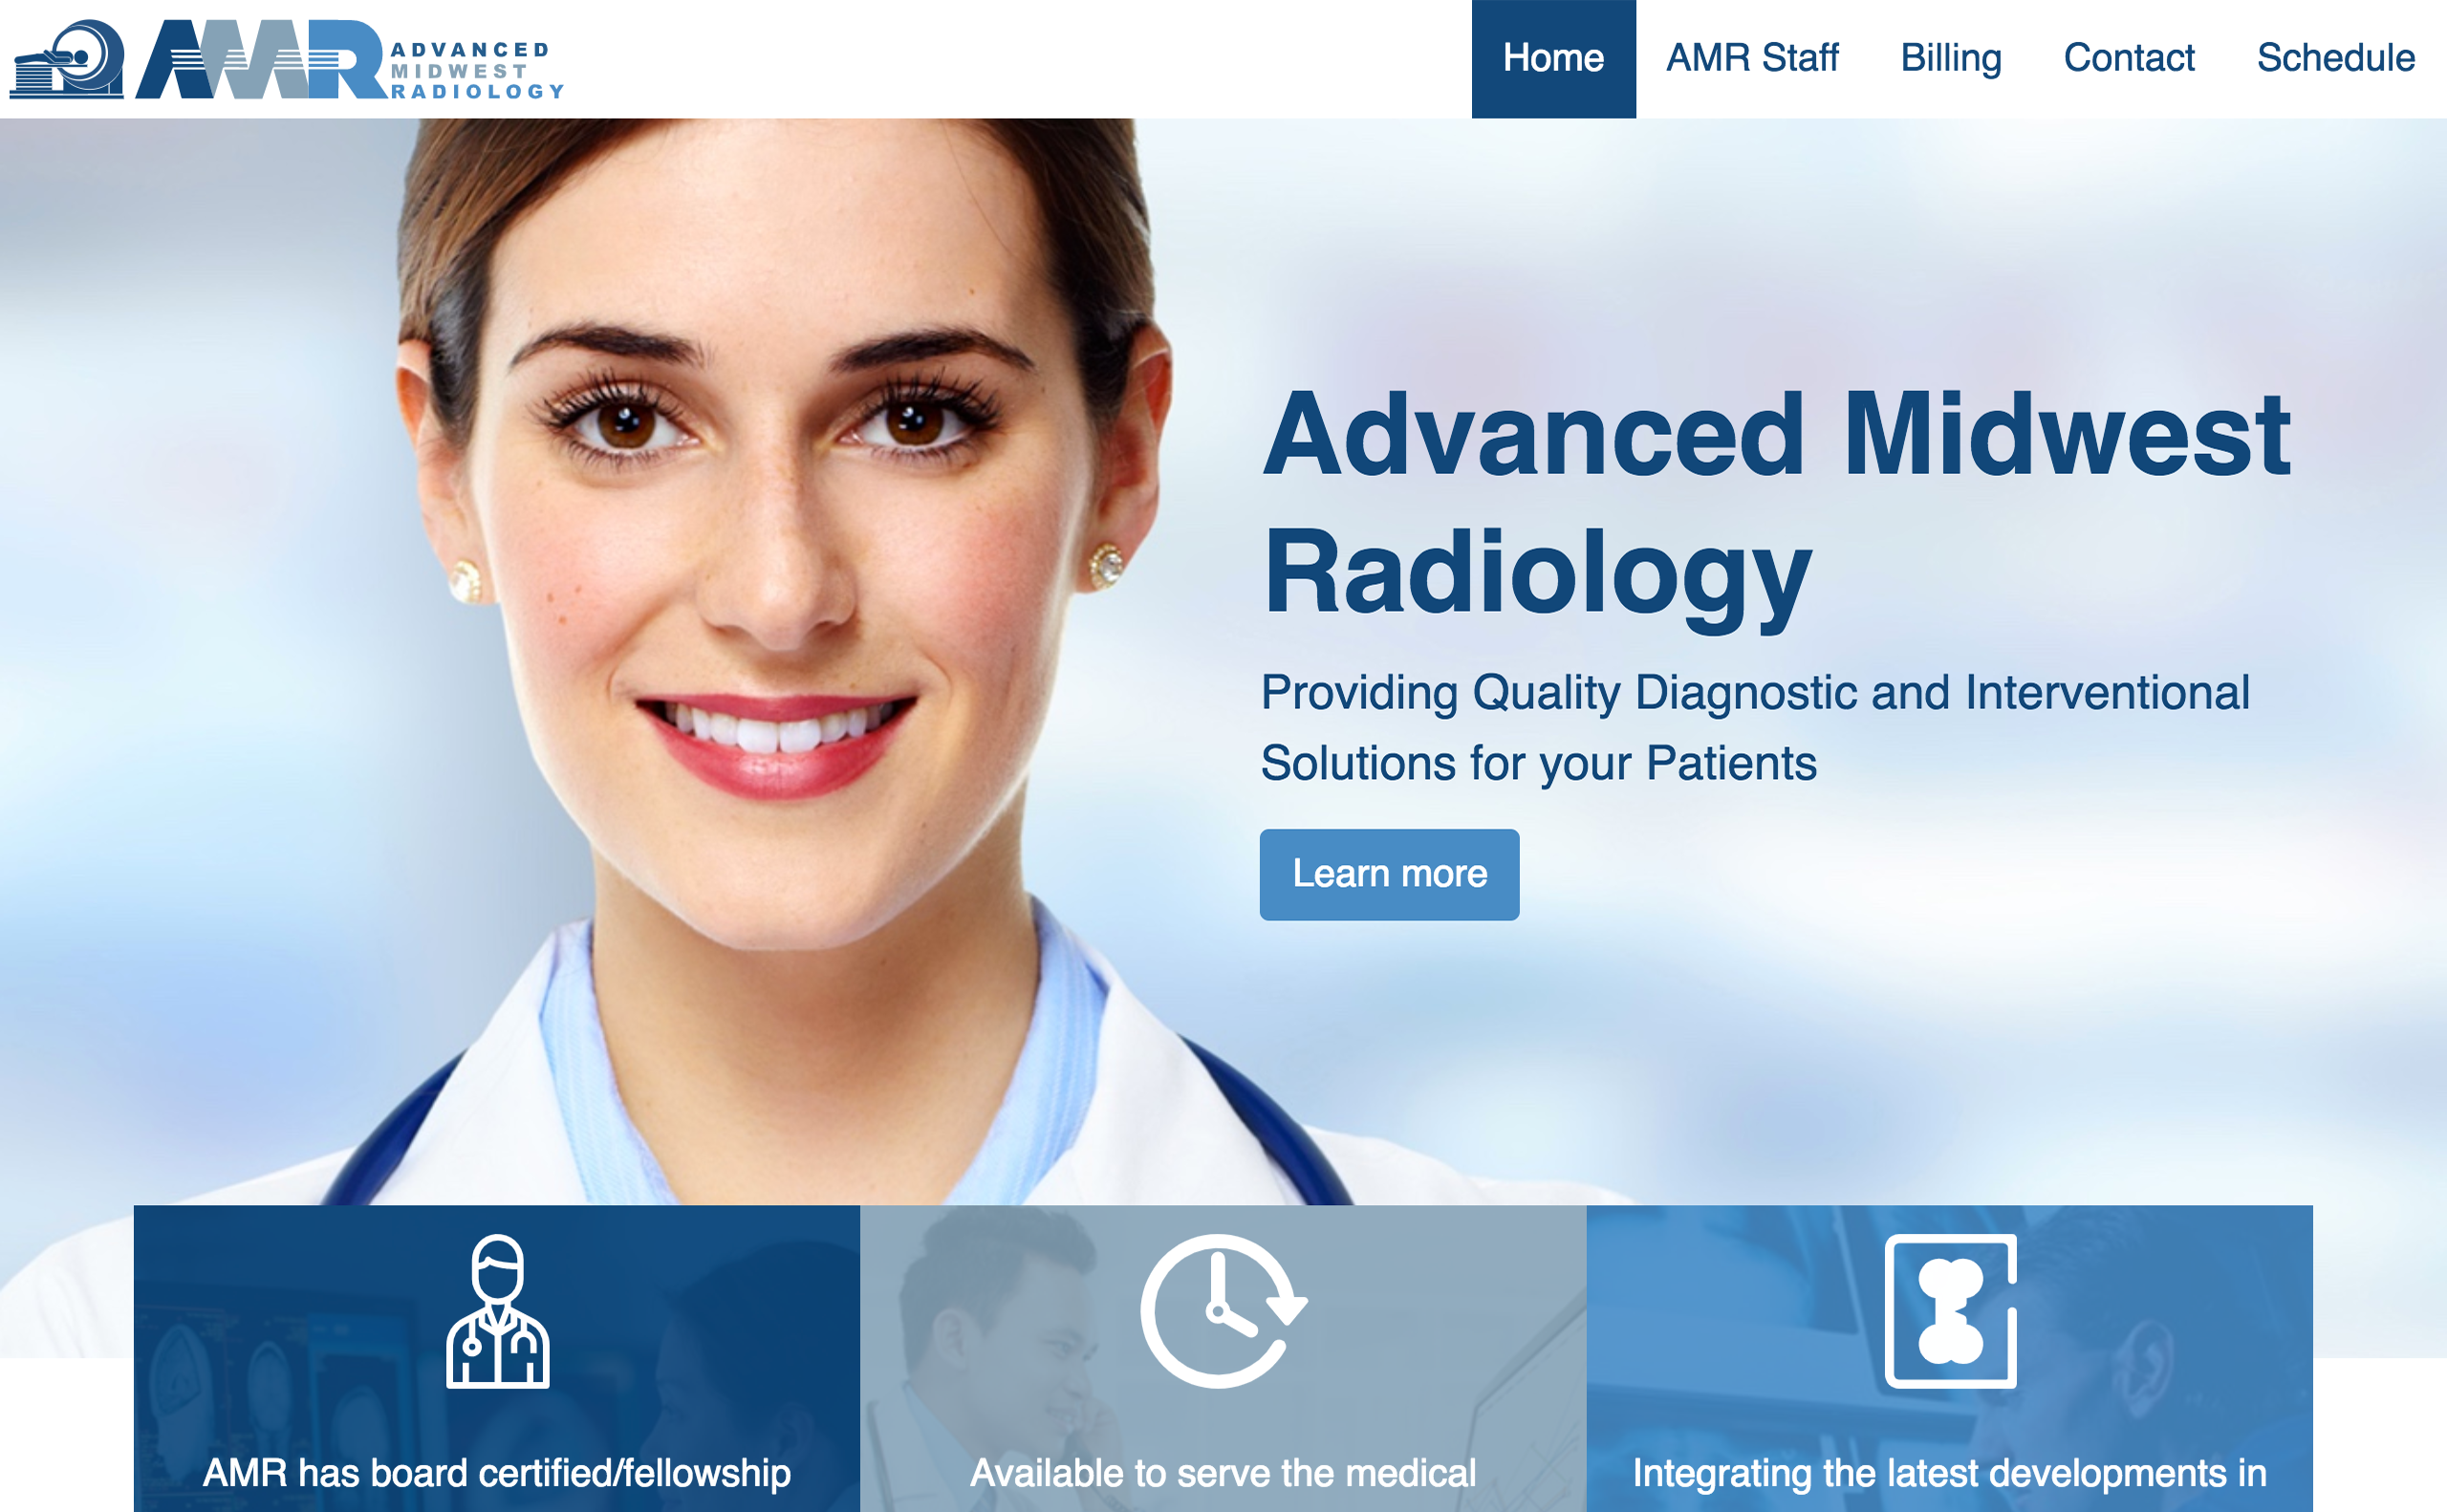 AMR ADVANCED
MIDWEST
RADIOLOGY
Home AMR Staff Billing Contact Schedule
Advanced Midwest
Radiology
Providing Quality Diagnostic and Interventional
Solutions for your Patients
Learn more
AMR has board certified/fellowship
Available to serve the medical
Integrating the latest developments in